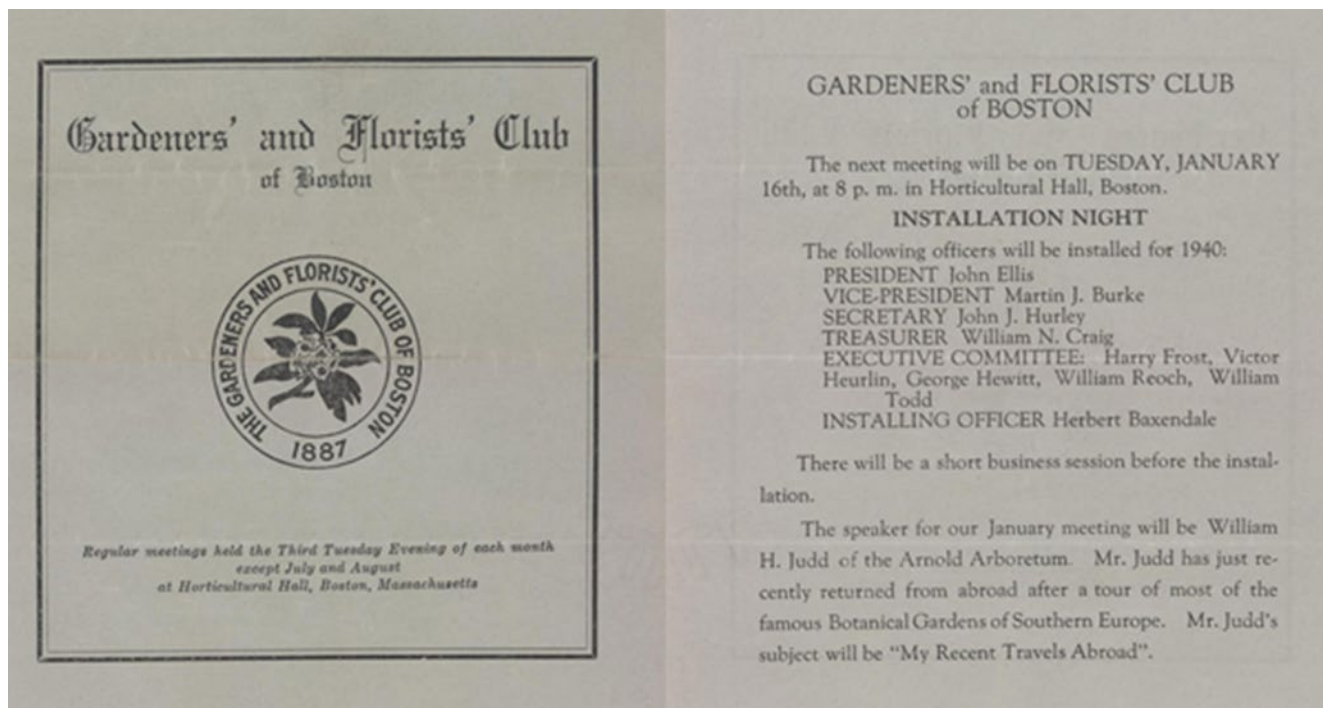 Gardeners' and Florists' Club
of Boston
THE GARDENERS AND FLORISTS' CLUB OF BOSTON
1887
Regular meetings held the Third Tuesday Evening of each month
except July and August
at Horticultural Hall, Boston, Massachusetts
GARDENERS' and FLORISTS' CLUB
of BOSTON
The next meeting will be on TUESDAY, JANUARY
16th, at 8 p. m. in Horticultural Hall, Boston.
INSTALLATION NIGHT
The following officers will be installed for 1940:
PRESIDENT John Ellis
VICE-PRESIDENT Martin J. Burke
SECRETARY John J. Hurley
TREASURER William N. Craig
EXECUTIVE COMMITTEE: Harry Frost, Victor
Heurlin, George Hewitt, William Reoch, William
Todd
INSTALLING OFFICER Herbert Baxendale
There will be a short business session before the instal-
lation.
The speaker for our January meeting will be William
H. Judd of the Arnold Arboretum. Mr. Judd has just re-
cently returned from abroad after a tour of most of the
famous Botanical Gardens of Southern Europe. Mr. Judd's
subject will be "My Recent Travels Abroad".